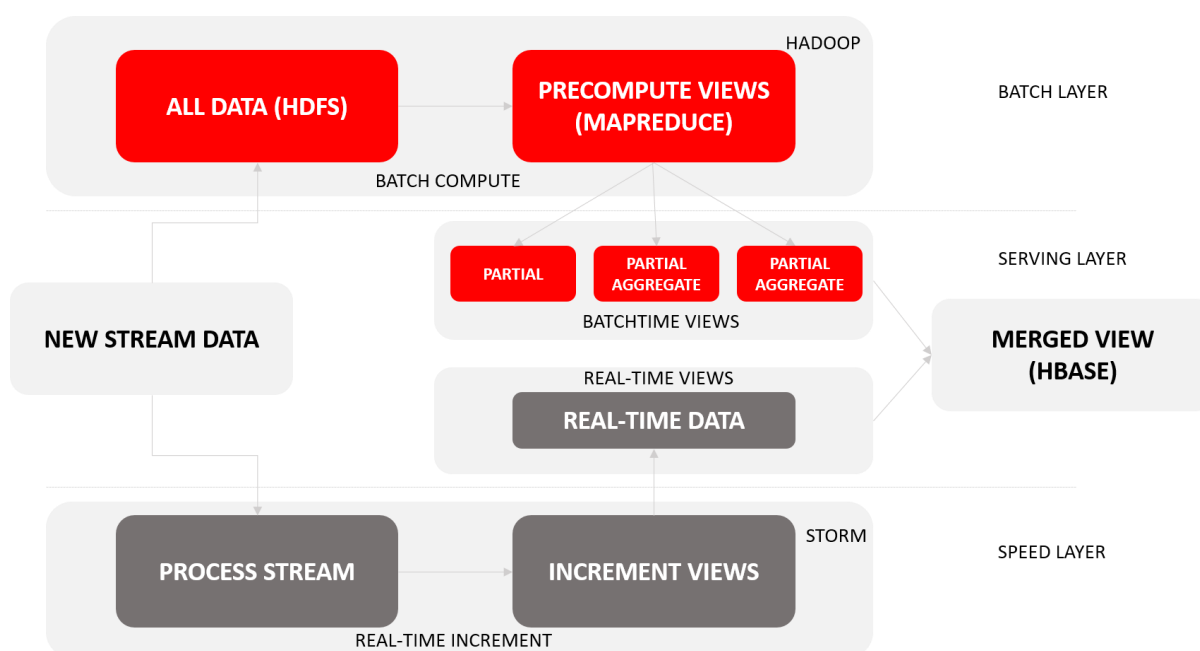 HADOOP
ALL DATA (HDFS)
PRECOMPUTE VIEWS
(MAPREDUCE)
BATCH LAYER
BATCH COMPUTE
PARTIAL
PARTIAL
AGGREGATE
PARTIAL
AGGREGATE
SERVING LAYER
BATCHTIME VIEWS
NEW STREAM DATA
MERGED VIEW
(HBASE)
REAL-TIME VIEWS
REAL-TIME DATA
STORM
PROCESS STREAM
INCREMENT VIEWS
SPEED LAYER
REAL-TIME INCREMENT